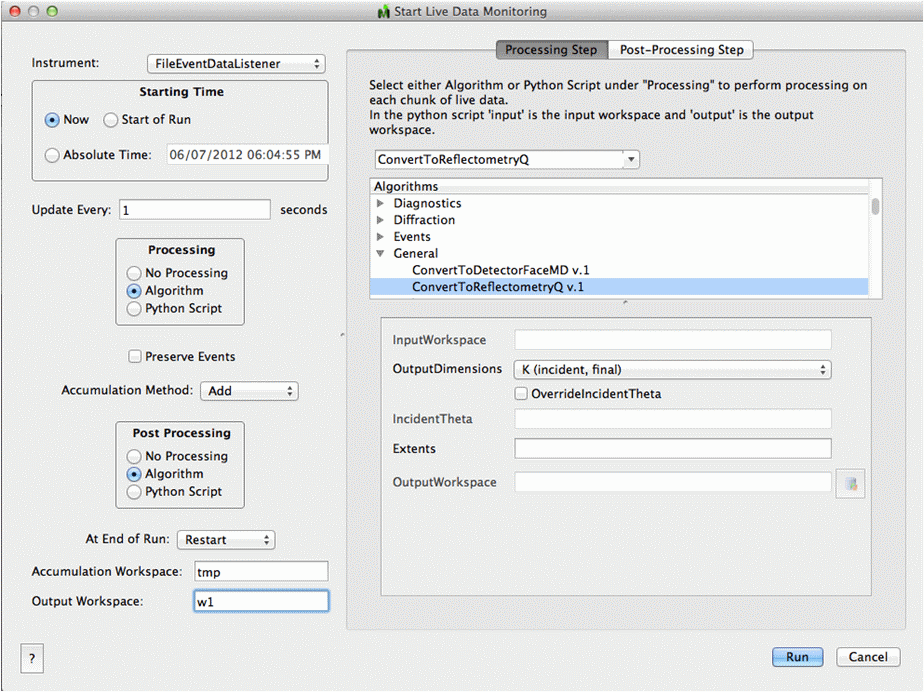 Start Live Data Monitoring
Instrument: FileEventDataListener
Starting Time
Now Start of Run
Absolute Time: 06/07/2012 06:04:55 PM
Update Every: 1 seconds
Processing
No Processing
Algorithm
Python Script
Preserve Events
Accumulation Method: Add
Post Processing
No Processing
Algorithm
Python Script
At End of Run: Restart
Accumulation Workspace: tmp
Output Workspace: w1
?
Processing Step Post-Processing Step
Select either Algorithm or Python Script under "Processing" to perform processing on
each chunk of live data.
In the python script 'input' is the input workspace and 'output' is the output
workspace.
ConvertToReflectometryQ
Algorithms
Diagnostics
Diffraction
Events
General
ConvertToDetectorFaceMD v.1
ConvertToReflectometryQ v.1
InputWorkspace
OutputDimensions K (incident, final)
OverrideIncidentTheta
IncidentTheta
Extents
OutputWorkspace
Run Cancel